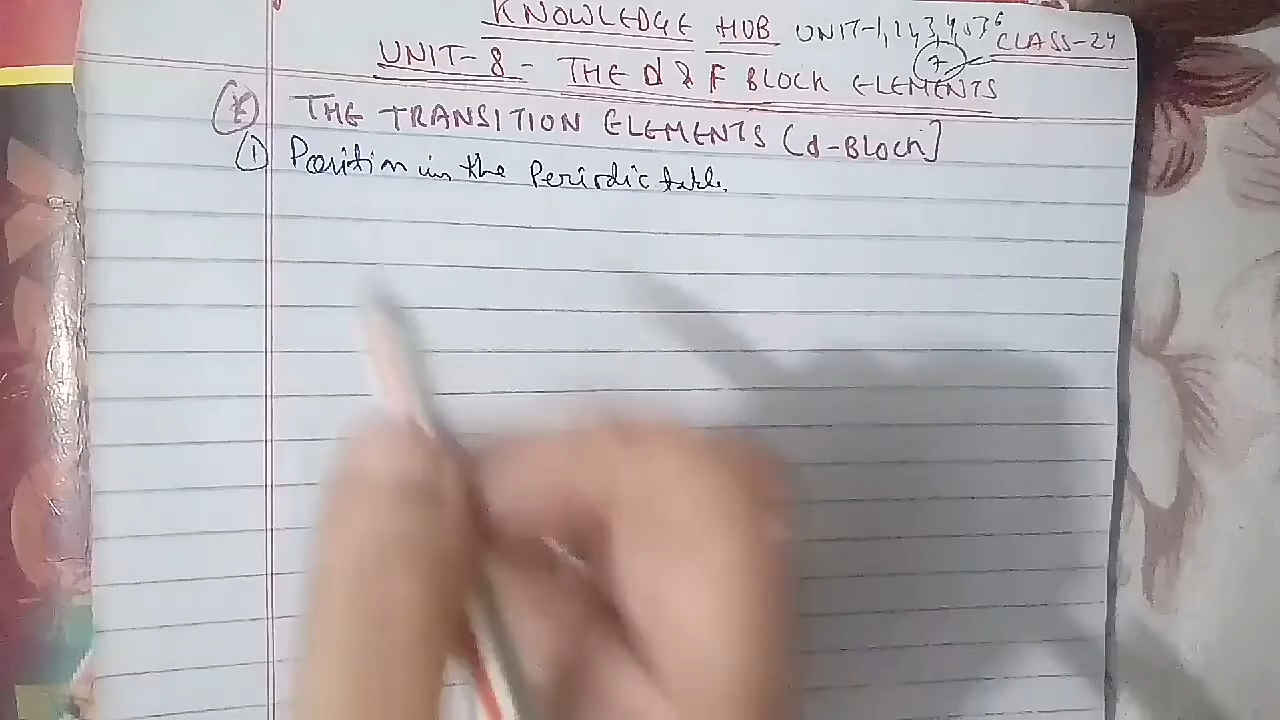 KNOWLEDGE HUB UNIT-1,2,3,4,5,6
7 CLASS-24
UNIT-8 - THE d & F BLOCK ELEMENTS
* THE TRANSITION ELEMENTS (d-BLOCK]
1 Position in the Periodic table.